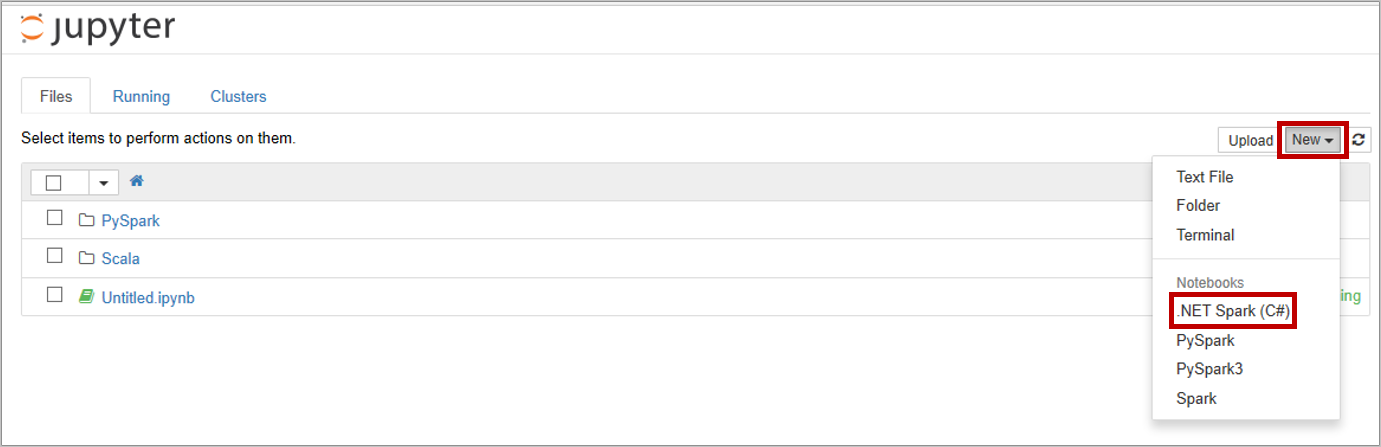 jupyter
Files Running Clusters
Select items to perform actions on them.
Upload New
Text File
Folder
Terminal
Notebooks
.NET Spark (C#)
PySpark
PySpark3
Spark
PySpark
Scala
Untitled.ipynb
ing